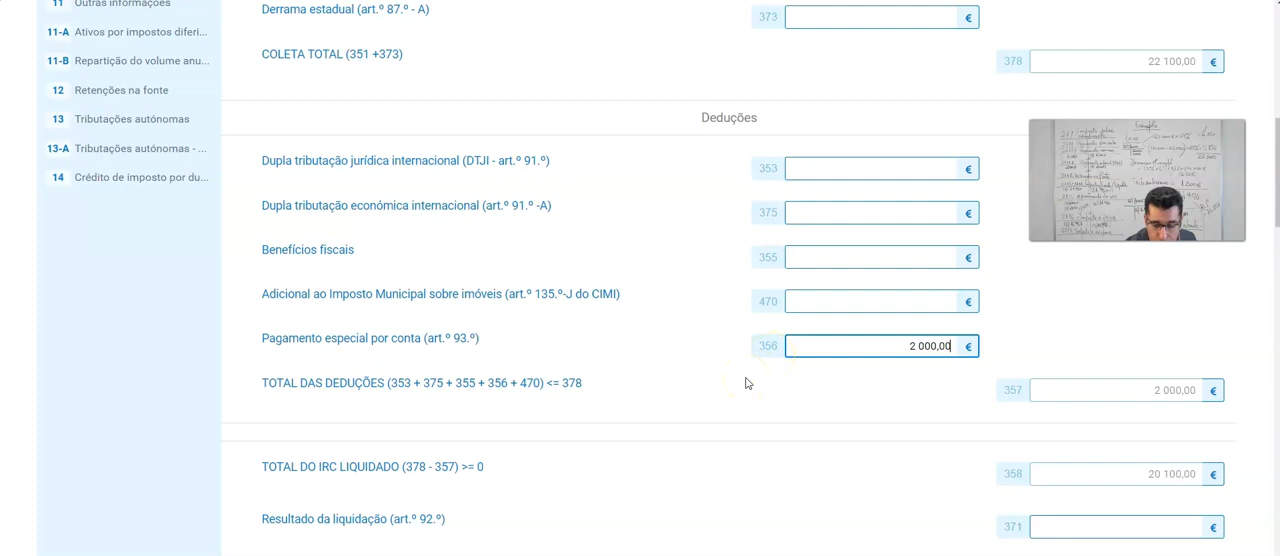 11 Outras informações
11-A Ativos por impostos diferi...
11-B Repartição do volume anu...
12 Retenções na fonte
13 Tributações autónomas
13-A Tributações autónomas - ...
14 Crédito de imposto por du...
Derrama estadual (art.º 87.º - A) 373 €
COLETA TOTAL (351 +373) 378 22 100,00 €
Deduções
Dupla tributação jurídica internacional (DTJI - art.º 91.º) 353 €
Dupla tributação económica internacional (art.º 91.º -A) 375 €
Benefícios fiscais 355 €
Adicional ao Imposto Municipal sobre imóveis (art.º 135.º-J do CIMI) 470 €
Pagamento especial por conta (art.º 93.º) 356 2 000,00 €
TOTAL DAS DEDUÇÕES (353 + 375 + 355 + 356 + 470) <= 378 357 2 000,00 €
TOTAL DO IRC LIQUIDADO (378 - 357) >= 0 358 20 100,00 €
Resultado da liquidação (art.º 92.º) 371 €
Exemplo